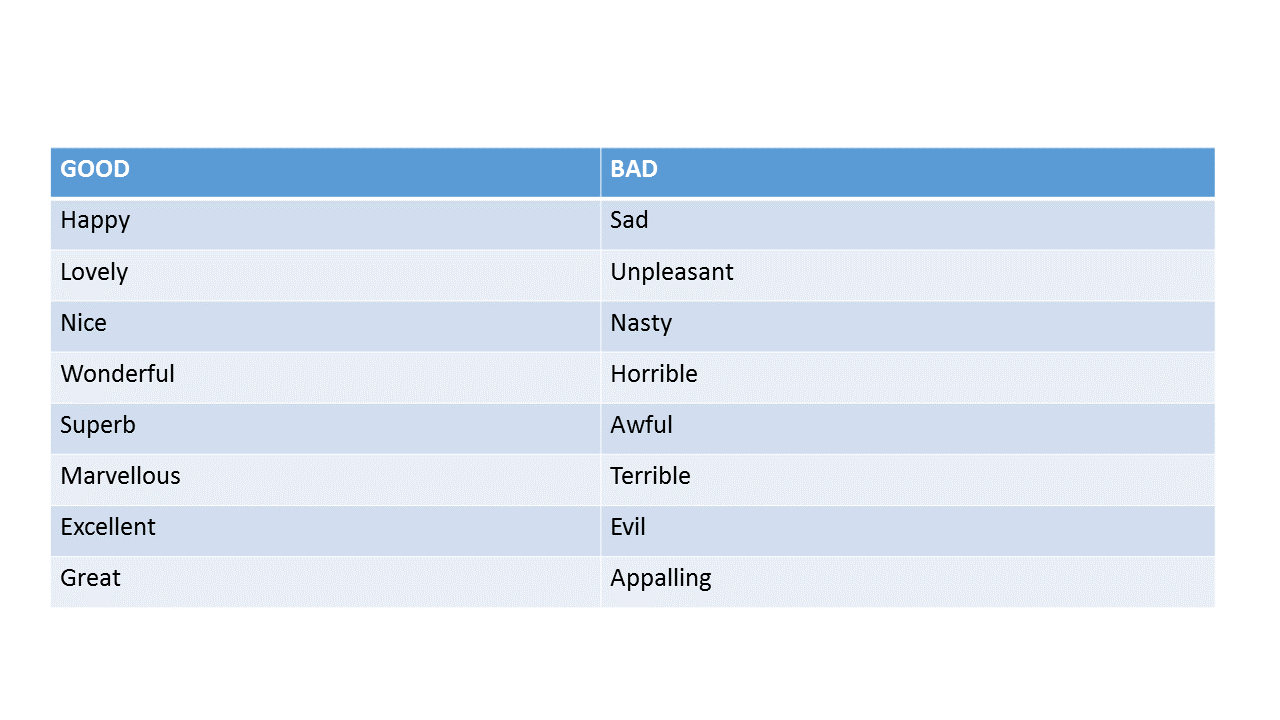 GOOD BAD
Happy Sad
Lovely Unpleasant
Nice Nasty
Wonderful Horrible
Superb Awful
Marvellous Terrible
Excellent Evil
Great Appalling